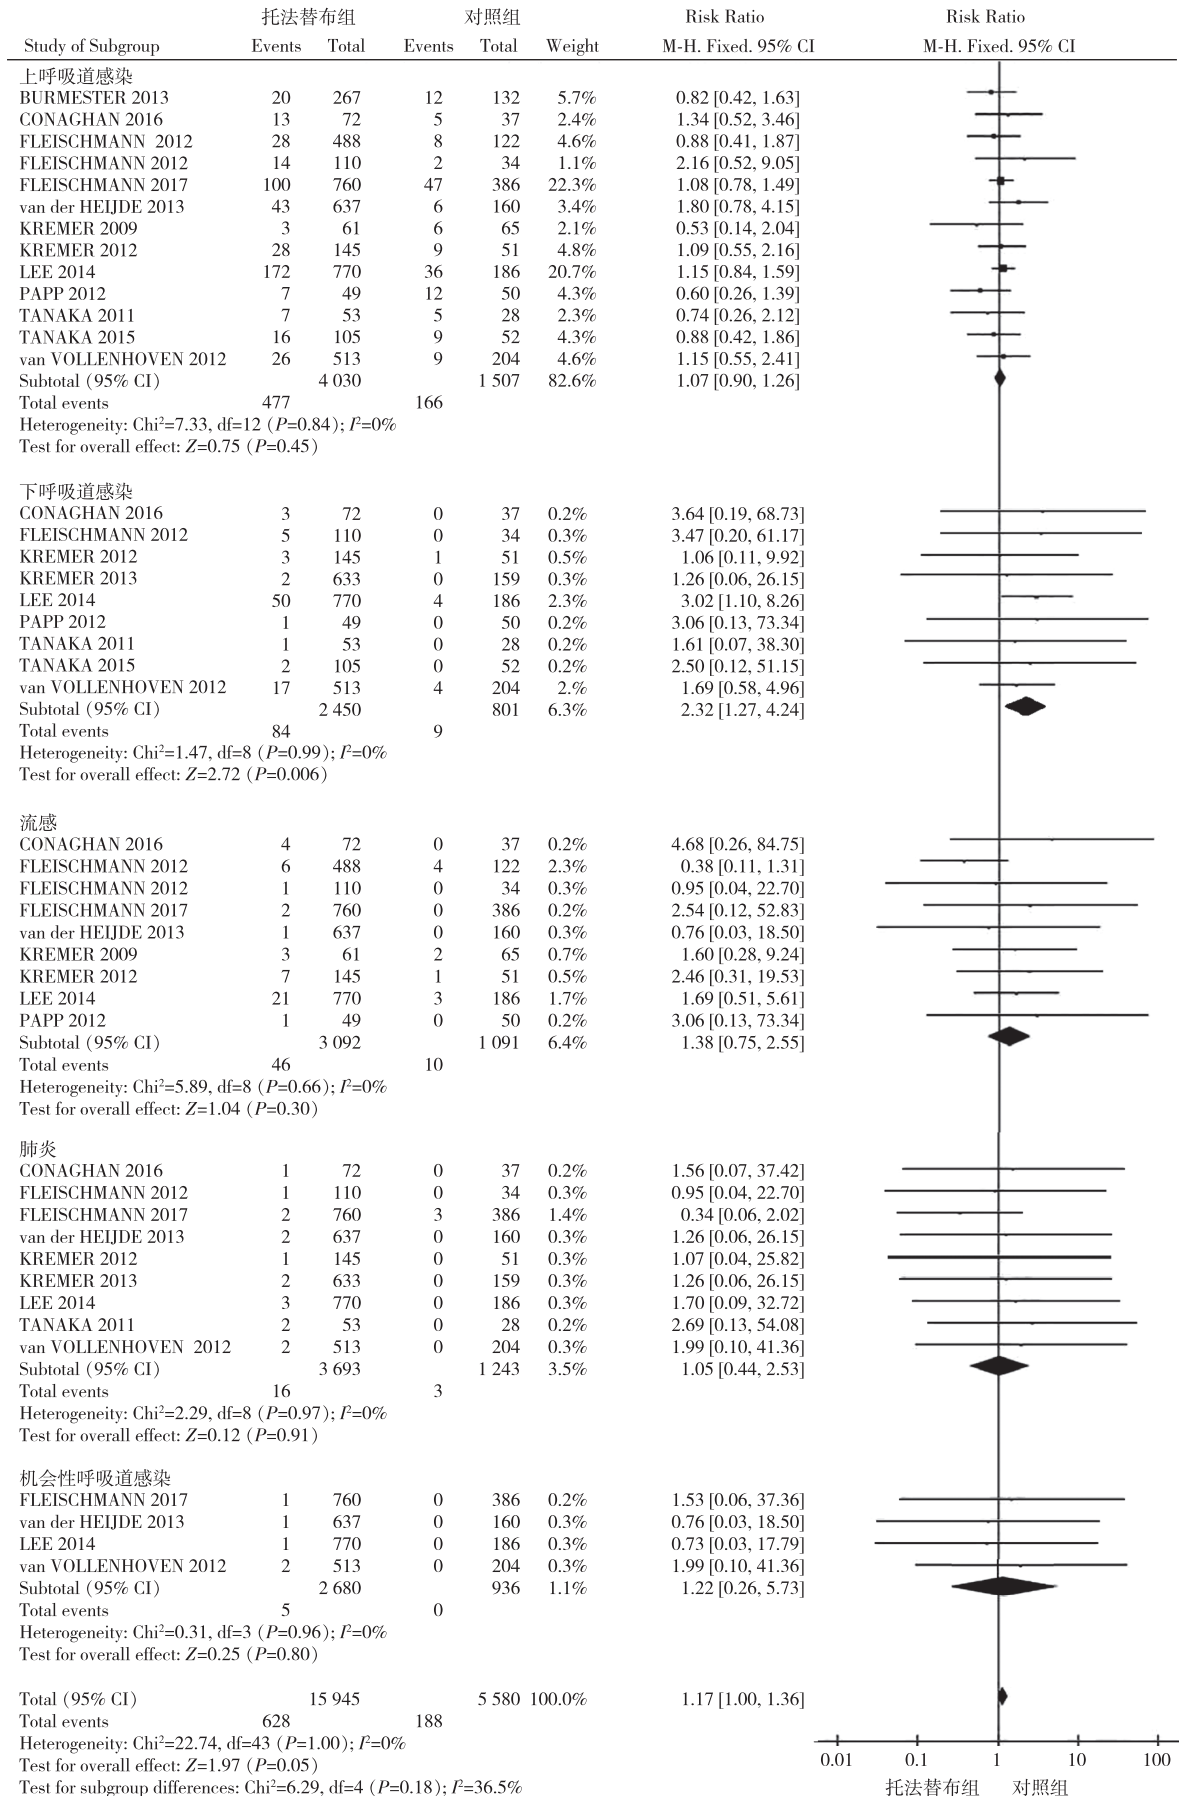 托法替布组 对照组 Risk Ratio Risk Ratio
Study of Subgroup Events Total Events Total Weight M-H. Fixed. 95% CI M-H. Fixed. 95% CI
上呼吸道感染
BURMESTER 2013 20 267 12 132 5.7% 0.82 [0.42, 1.63]
CONAGHAN 2016 13 72 5 37 2.4% 1.34 [0.52, 3.46]
FLEISCHMANN 2012 28 488 8 122 4.6% 0.88 [0.41, 1.87]
FLEISCHMANN 2012 14 110 2 34 1.1% 2.16 [0.52, 9.05]
FLEISCHMANN 2017 100 760 47 386 22.3% 1.08 [0.78, 1.49]
van der HEIJDE 2013 43 637 6 160 3.4% 1.80 [0.78, 4.15]
KREMER 2009 3 61 6 65 2.1% 0.53 [0.14, 2.04]
KREMER 2012 28 145 9 51 4.8% 1.09 [0.55, 2.16]
LEE 2014 172 770 36 186 20.7% 1.15 [0.84, 1.59]
PAPP 2012 7 49 12 50 4.3% 0.60 [0.26, 1.39]
TANAKA 2011 7 53 5 28 2.3% 0.74 [0.26, 2.12]
TANAKA 2015 16 105 9 52 4.3% 0.88 [0.42, 1.86]
van VOLLENHOVEN 2012 26 513 9 204 4.6% 1.15 [0.55, 2.41]
Subtotal (95% CI) 4 030 1 507 82.6% 1.07 [0.90, 1.26]
Total events 477 166
Heterogeneity: Chi²=7.33, df=12 (P=0.84); I²=0%
Test for overall effect: Z=0.75 (P=0.45)
下呼吸道感染
CONAGHAN 2016 3 72 0 37 0.2% 3.64 [0.19, 68.73]
FLEISCHMANN 2012 5 110 0 34 0.3% 3.47 [0.20, 61.17]
KREMER 2012 3 145 1 51 0.5% 1.06 [0.11, 9.92]
KREMER 2013 2 633 0 159 0.3% 1.26 [0.06, 26.15]
LEE 2014 50 770 4 186 2.3% 3.02 [1.10, 8.26]
PAPP 2012 1 49 0 50 0.2% 3.06 [0.13, 73.34]
TANAKA 2011 1 53 0 28 0.2% 1.61 [0.07, 38.30]
TANAKA 2015 2 105 0 52 0.2% 2.50 [0.12, 51.15]
van VOLLENHOVEN 2012 17 513 4 204 2.% 1.69 [0.58, 4.96]
Subtotal (95% CI) 2 450 801 6.3% 2.32 [1.27, 4.24]
Total events 84 9
Heterogeneity: Chi²=1.47, df=8 (P=0.99); I²=0%
Test for overall effect: Z=2.72 (P=0.006)
流感
CONAGHAN 2016 4 72 0 37 0.2% 4.68 [0.26, 84.75]
FLEISCHMANN 2012 6 488 4 122 2.3% 0.38 [0.11, 1.31]
FLEISCHMANN 2012 1 110 0 34 0.3% 0.95 [0.04, 22.70]
FLEISCHMANN 2017 2 760 0 386 0.2% 2.54 [0.12, 52.83]
van der HEIJDE 2013 1 637 0 160 0.3% 0.76 [0.03, 18.50]
KREMER 2009 3 61 2 65 0.7% 1.60 [0.28, 9.24]
KREMER 2012 7 145 1 51 0.5% 2.46 [0.31, 19.53]
LEE 2014 21 770 3 186 1.7% 1.69 [0.51, 5.61]
PAPP 2012 1 49 0 50 0.2% 3.06 [0.13, 73.34]
Subtotal (95% CI) 3 092 1 091 6.4% 1.38 [0.75, 2.55]
Total events 46 10
Heterogeneity: Chi²=5.89, df=8 (P=0.66); I²=0%
Test for overall effect: Z=1.04 (P=0.30)
肺炎
CONAGHAN 2016 1 72 0 37 0.2% 1.56 [0.07, 37.42]
FLEISCHMANN 2012 1 110 0 34 0.3% 0.95 [0.04, 22.70]
FLEISCHMANN 2017 2 760 3 386 1.4% 0.34 [0.06, 2.02]
van der HEIJDE 2013 2 637 0 160 0.3% 1.26 [0.06, 26.15]
KREMER 2012 1 145 0 51 0.3% 1.07 [0.04, 25.82]
KREMER 2013 2 633 0 159 0.3% 1.26 [0.06, 26.15]
LEE 2014 3 770 0 186 0.3% 1.70 [0.09, 32.72]
TANAKA 2011 2 53 0 28 0.2% 2.69 [0.13, 54.08]
van VOLLENHOVEN 2012 2 513 0 204 0.3% 1.99 [0.10, 41.36]
Subtotal (95% CI) 3 693 1 243 3.5% 1.05 [0.44, 2.53]
Total events 16 3
Heterogeneity: Chi²=2.29, df=8 (P=0.97); I²=0%
Test for overall effect: Z=0.12 (P=0.91)
机会性呼吸道感染
FLEISCHMANN 2017 1 760 0 386 0.2% 1.53 [0.06, 37.36]
van der HEIJDE 2013 1 637 0 160 0.3% 0.76 [0.03, 18.50]
LEE 2014 1 770 0 186 0.3% 0.73 [0.03, 17.79]
van VOLLENHOVEN 2012 2 513 0 204 0.3% 1.99 [0.10, 41.36]
Subtotal (95% CI) 2 680 936 1.1% 1.22 [0.26, 5.73]
Total events 5 0
Heterogeneity: Chi²=0.31, df=3 (P=0.96); I²=0%
Test for overall effect: Z=0.25 (P=0.80)
Total (95% CI) 15 945 5 580 100.0% 1.17 [1.00, 1.36]
Total events 628 188
Heterogeneity: Chi²=22.74, df=43 (P=1.00); I²=0%
Test for overall effect: Z=1.97 (P=0.05)
Test for subgroup differences: Chi²=6.29, df=4 (P=0.18); I²=36.5%
0.01 0.1 1 10 100
托法替布组 对照组